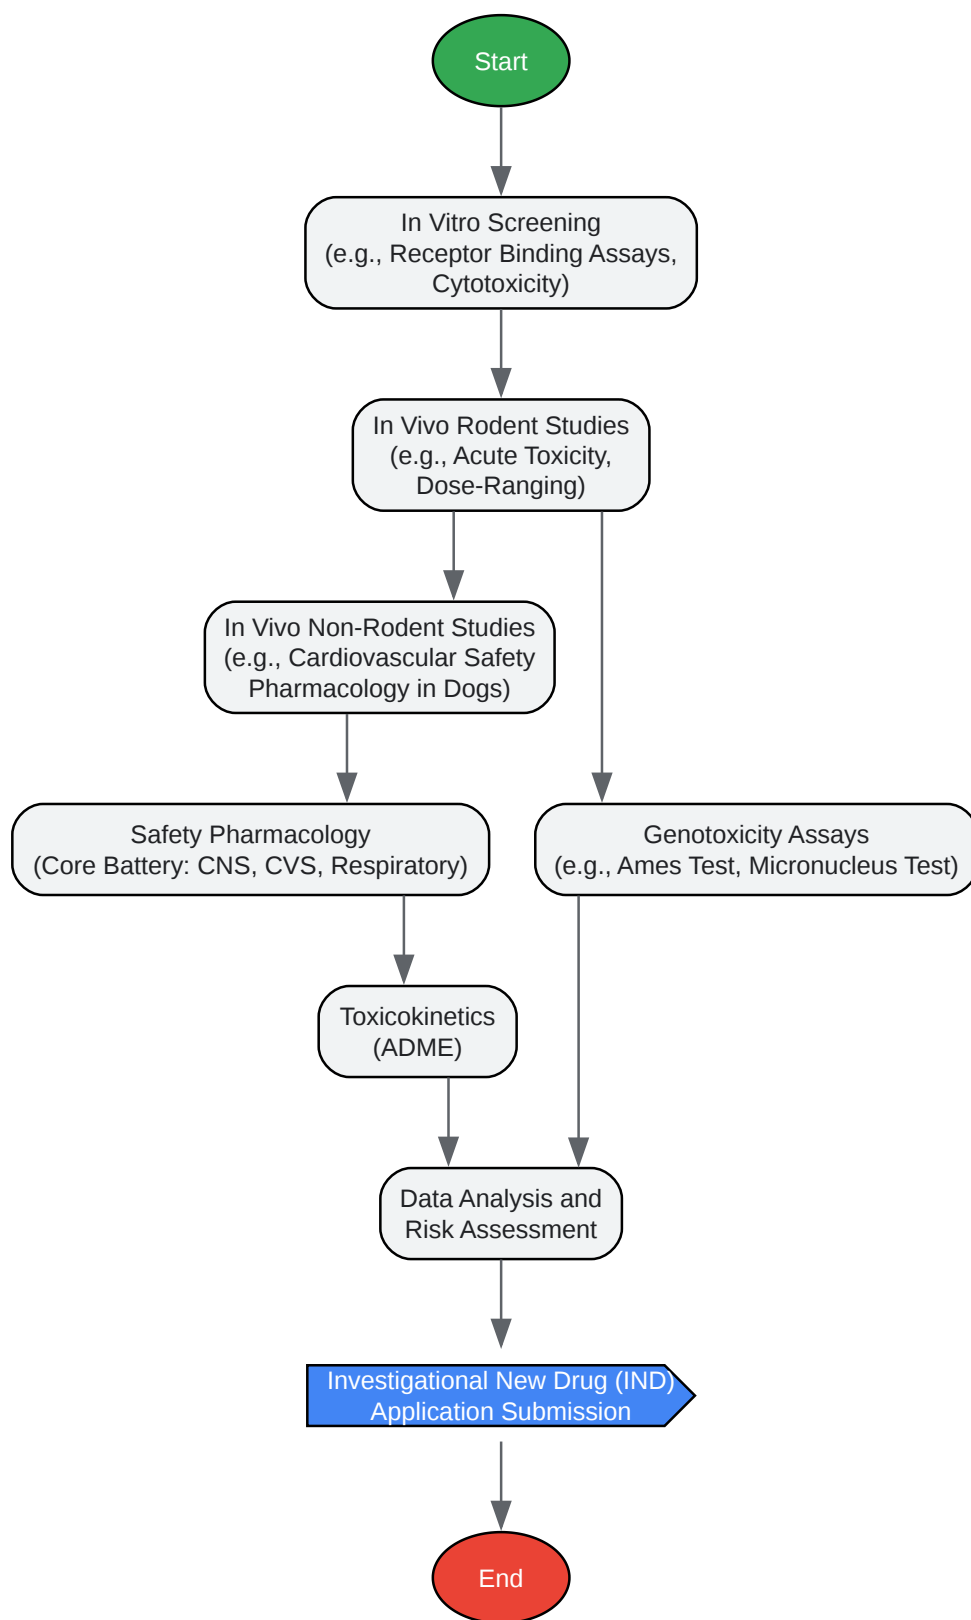 Start
In Vitro Screening
(e.g., Receptor Binding Assays,
Cytotoxicity)
In Vivo Rodent Studies
(e.g., Acute Toxicity,
Dose-Ranging)
In Vivo Non-Rodent Studies
(e.g., Cardiovascular Safety
Pharmacology in Dogs)
Safety Pharmacology
(Core Battery: CNS, CVS, Respiratory)
Genotoxicity Assays
(e.g., Ames Test, Micronucleus Test)
Toxicokinetics
(ADME)
Data Analysis and
Risk Assessment
Investigational New Drug (IND)
Application Submission
End